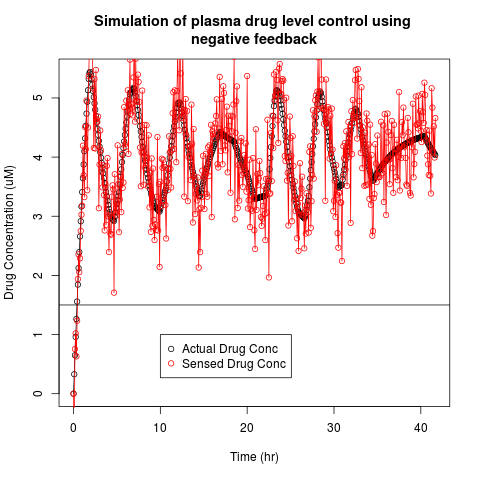 Simulation of plasma drug level control using
negative feedback
Drug Concentration (uM)
5
4
3
2
1
0
Actual Drug Conc
Sensed Drug Conc
0
10
20
30
40
Time (hr)